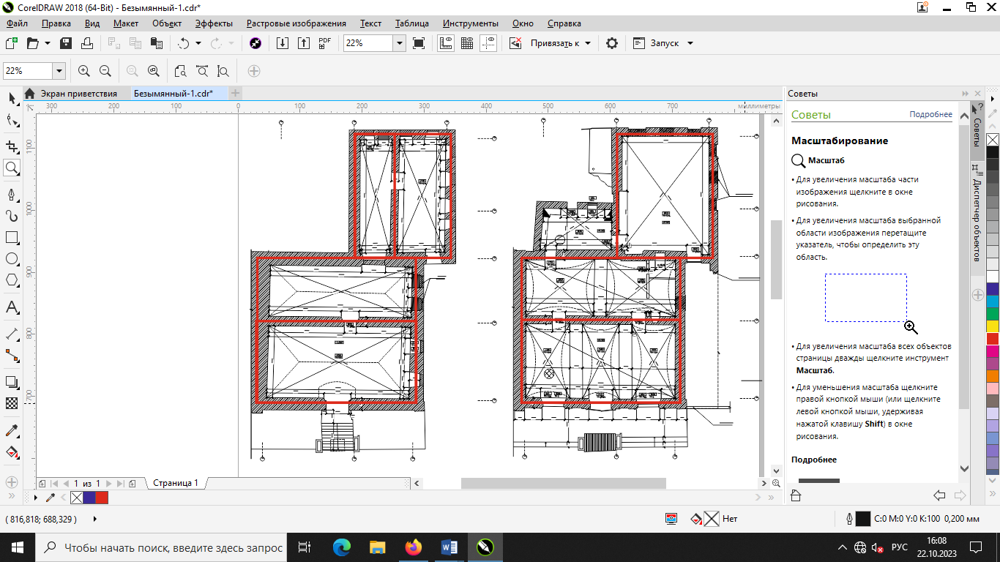 CorelDRAW 2018 (64-Bit) - Безымянный-1.cdr*
Файл Правка Вид Макет Объект Эффекты Растровые изображения Текст Таблица Инструменты Окно Справка
PDF 22% Привязать к Запуск
22%
Экран приветствия Безымянный-1.cdr*
300 200 100 0 100 200 300 400 500 600 700 миллиметры
1100
1000
900
800
700
Советы
Советы Подробнее
Масштабирование
Масштаб
• Для увеличения масштаба части
изображения щелкните в окне
рисования.
• Для увеличения масштаба выбранной
области изображения перетащите
указатель, чтобы определить эту
область.
• Для увеличения масштаба всех объектов
страницы дважды щелкните инструмент
Масштаб.
• Для уменьшения масштаба щелкните
правой кнопкой мыши (или щелкните
левой кнопкой мыши, удерживая
нажатой клавишу Shift) в окне
рисования.
Подробнее
Советы
Диспетчер объектов
1 из 1 Страница 1
( 816,818; 688,329 ) Нет C:0 M:0 Y:0 K:100 0,200 мм
Чтобы начать поиск, введите здесь запрос
РУС
16:08
22.10.2023